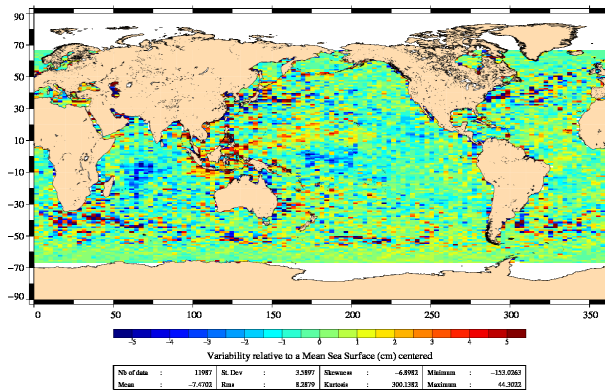 90
70
50
30
10
−10
−30
−50
−70
−90
0 50 100 150 200 250 300 350
−5 −4 −3 −2 −1 0 1 2 3 4 5
Variability relative to a Mean Sea Surface (cm) centered
Nb of data : 11987 St. Dev : 3.5897 Skewness : −6.8982 Minimum : −153.0263
Mean : −7.4702 Rms : 8.2879 Kurtosis : 300.1382 Maximum : 44.3022